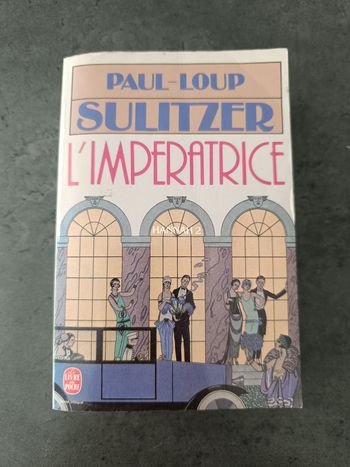 PAUL-LOUP
SULITZER
L'IMPERATRICE
HANNAH 2
LE LIVRE
DE POCHE